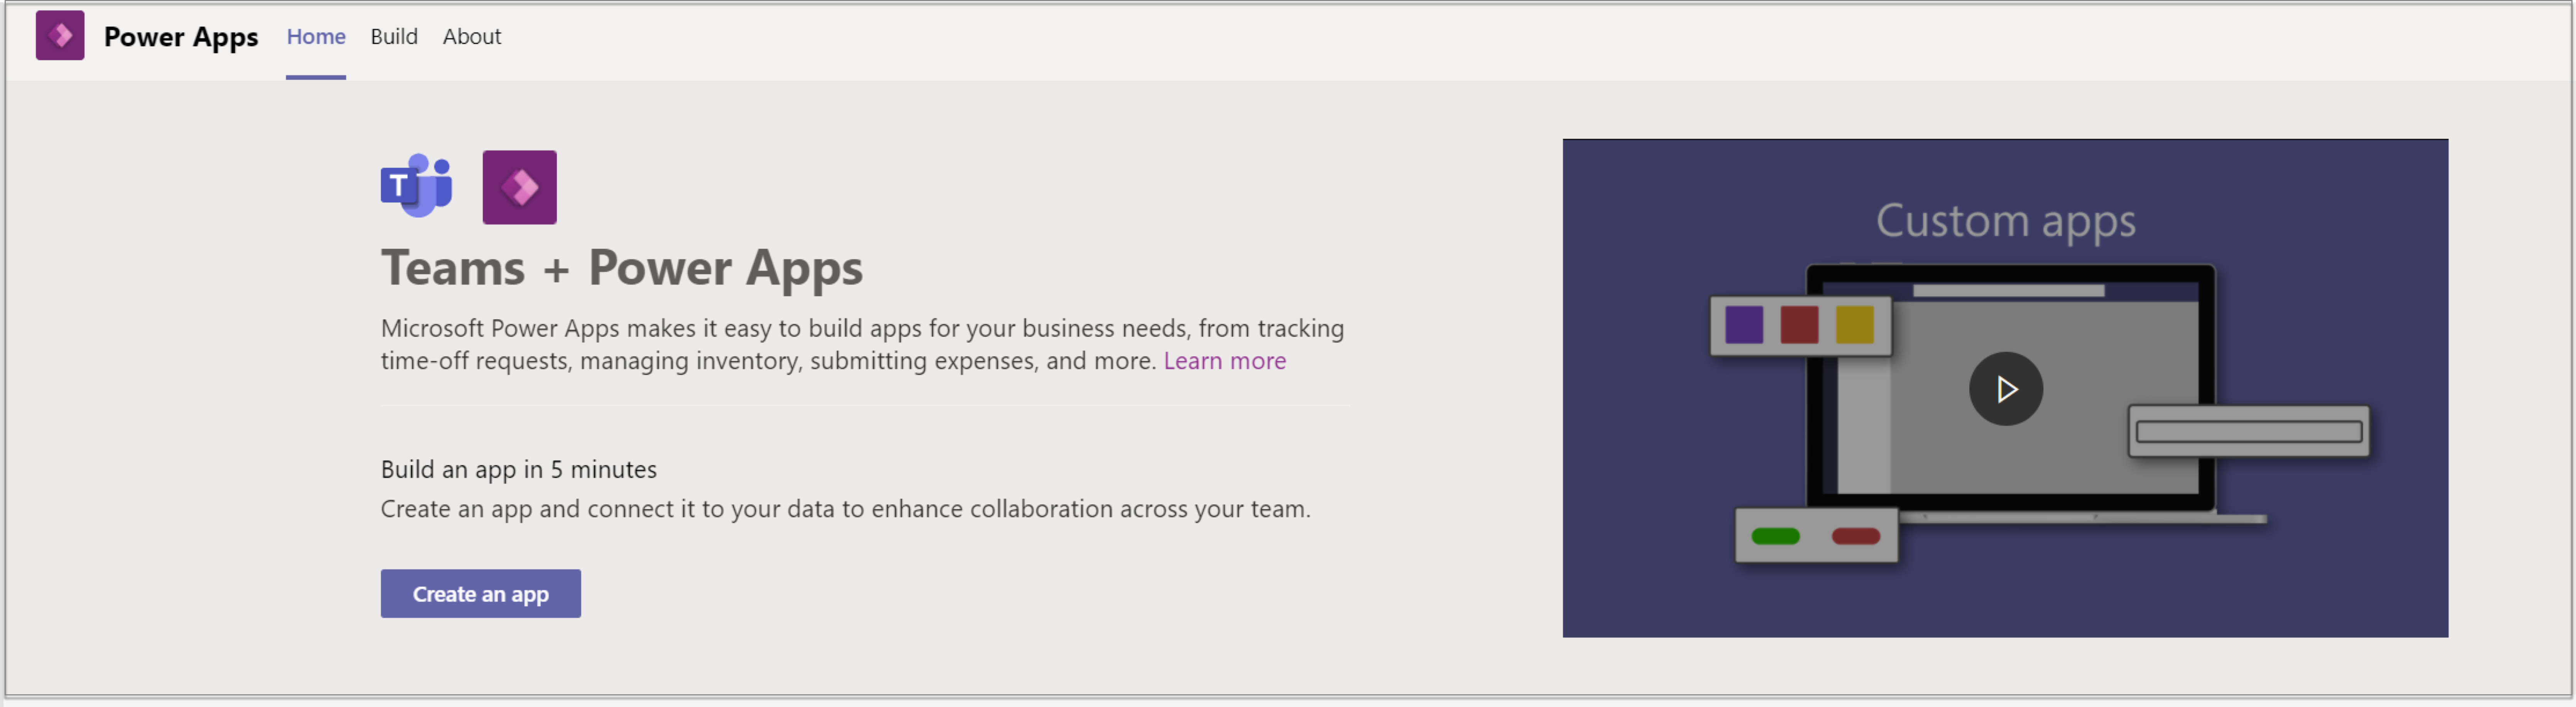 Power Apps Home Build About
T
Teams + Power Apps
Microsoft Power Apps makes it easy to build apps for your business needs, from tracking
time-off requests, managing inventory, submitting expenses, and more. Learn more
Build an app in 5 minutes
Create an app and connect it to your data to enhance collaboration across your team.
Create an app
Custom apps